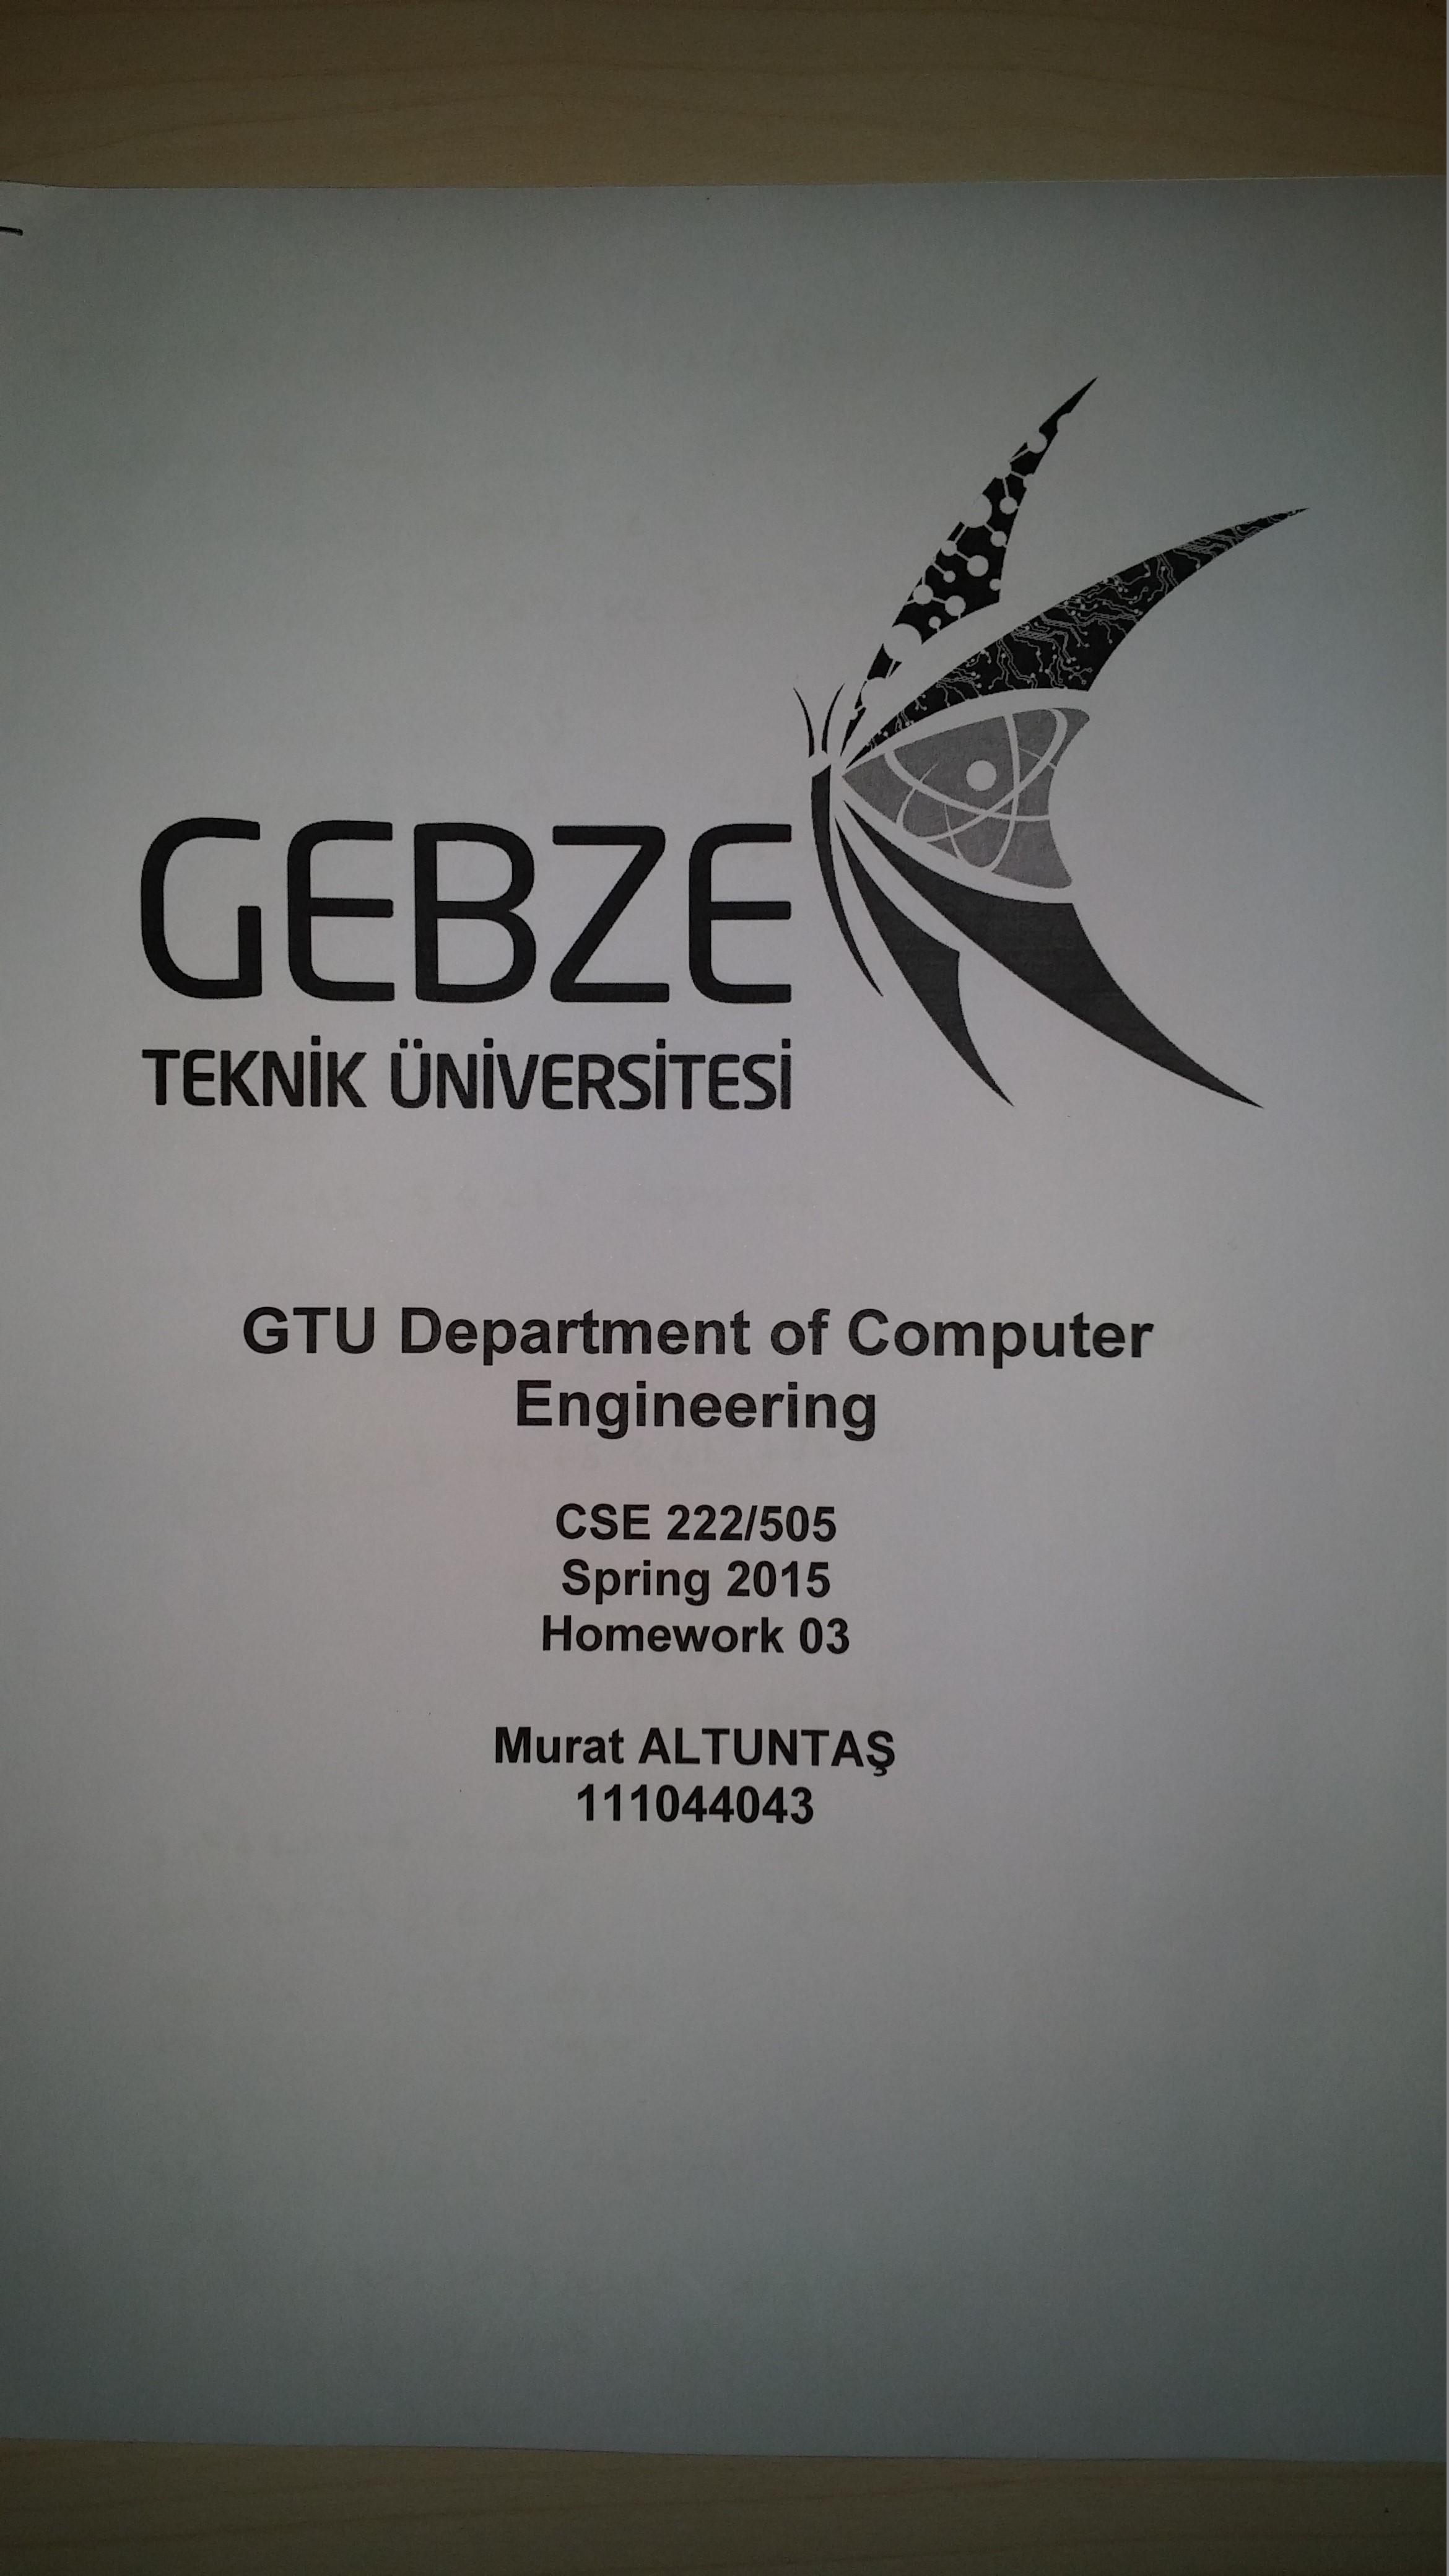 GEBZE
TEKNİK ÜNİVERSİTESİ
GTU Department of Computer
Engineering
CSE 222/505
Spring 2015
Homework 03
Murat ALTUNTAŞ
111044043